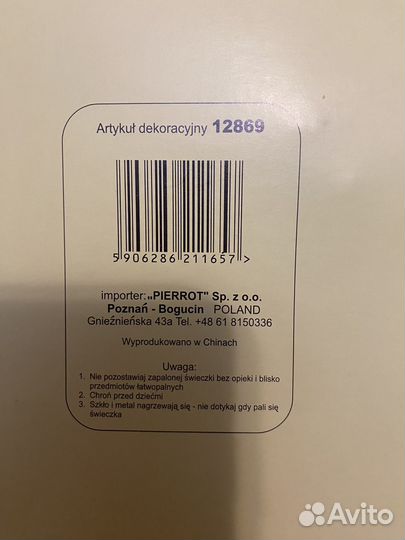 Artykuł dekoracyjny 12869
5 906286 211657 >
importer: „PIERROT" Sp. z o.o.
Poznań - Bogucin POLAND
Gnieźnieńska 43a Tel. +48 61 8150336
Wyprodukowano w Chinach
Uwaga:
1. Nie pozostawiaj zapalonej świeczki bez opieki i blisko
przedmiotów łatwopalnych
2. Chroń przed dziećmi
3. Szkło i metal nagrzewają się - nie dotykaj gdy pali się
świeczka
Avito